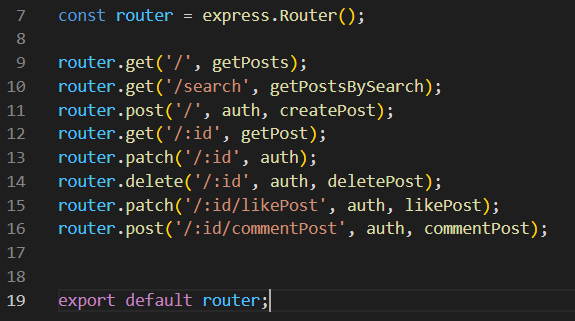 7 const router = express.Router();
8
9 router.get('/', getPosts);
10 router.get('/search', getPostsBySearch);
11 router.post('/', auth, createPost);
12 router.get('/:id', getPost);
13 router.patch('/:id', auth);
14 router.delete('/:id', auth, deletePost);
15 router.patch('/:id/likePost', auth, likePost);
16 router.post('/:id/commentPost', auth, commentPost);
17
18
19 export default router;